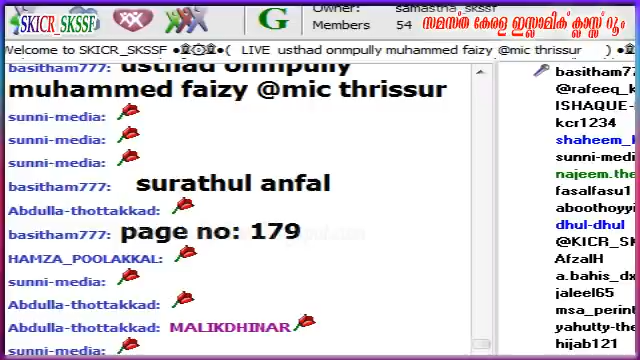 SKICR_SKSSF
G
Owner: samastha_skssf
Members 54
സമസ്ത കേരള ഇസ്ലാമിക് ക്ലാസ്സ് റൂം
Welcome to SKICR_SKSSF ●۩۞۩●( LIVE usthad onmpully muhammed faizy @mic thrissur )●۩
basitham777: usthad onmpully
muhammed faizy @mic thrissur
sunni-media:
sunni-media:
sunni-media:
basitham777: surathul anfal
Abdulla-thottakkad:
basitham777: page no: 179
HAMZA_POOLAKKAL:
sunni-media:
Abdulla-thottakkad:
Abdulla-thottakkad: MALIKDHINAR
sunni-media:
basitham77
@rafeeq_k
ISHAQUE-
kcr1234
shaheem_
sunni-medi
najeem.the
fasalfasu1
aboothoyyi
dhul-dhul
@KICR_SK
AfzalH
a.bahis_dx
jaleel65
msa_perint
yahutty-the
hijab121